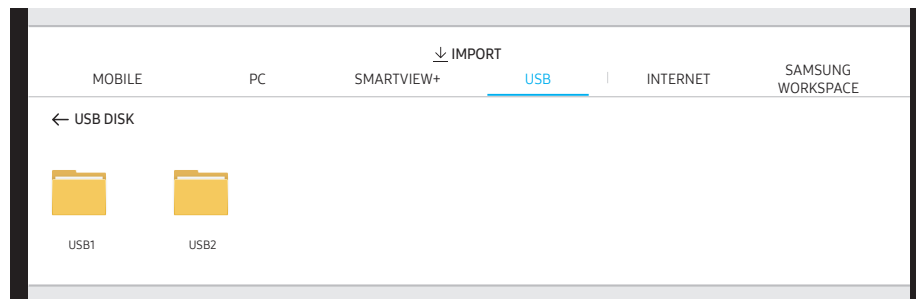 IMPORT
MOBILE PC SMARTVIEW+ USB INTERNET SAMSUNG WORKSPACE
USB DISK
USB1 USB2